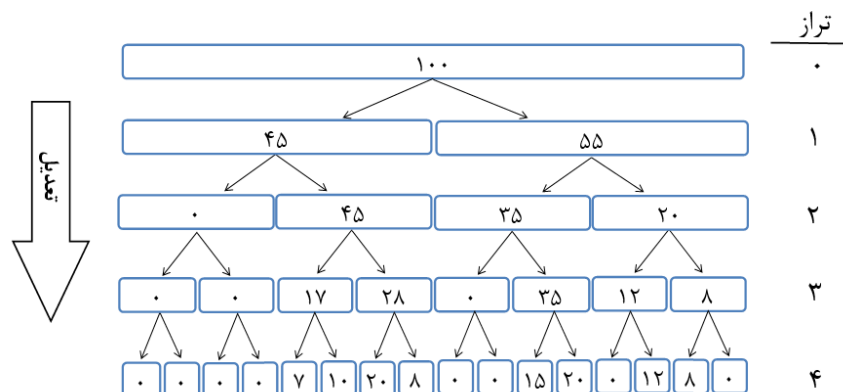 تراز
۱۰۰ ۰
۴۵ ۵۵ ۱
تعدیل
۰ ۴۵ ۳۵ ۲۰ ۲
۰ ۰ ۱۷ ۲۸ ۰ ۳۵ ۱۲ ۸ ۳
۰ ۰ ۰ ۰ ۷ ۱۰ ۲۰ ۸ ۰ ۰ ۱۵ ۲۰ ۰ ۱۲ ۸ ۰ ۴